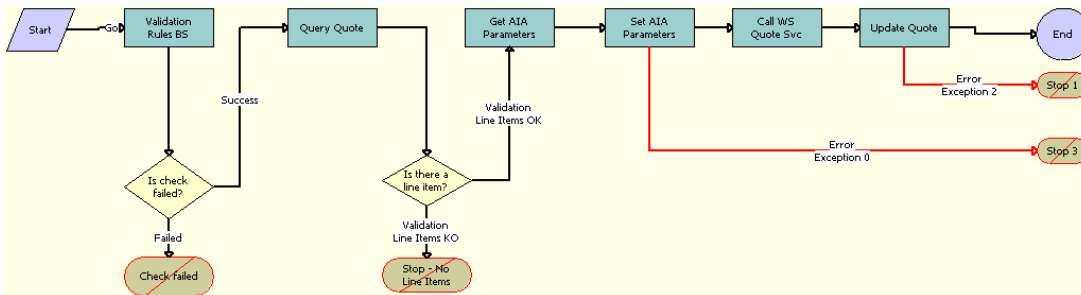 Start
Go
Validation
Rules BS
Is check
failed?
Failed
Check failed
Success
Query Quote
Is there a
line item?
Validation
Line Items KO
Stop - No
Line Items
Validation
Line Items OK
Get AIA
Parameters
Set AIA
Parameters
Call WS
Quote Svc
Update Quote
End
Error
Exception 2
Stop 1
Error
Exception 0
Stop 3